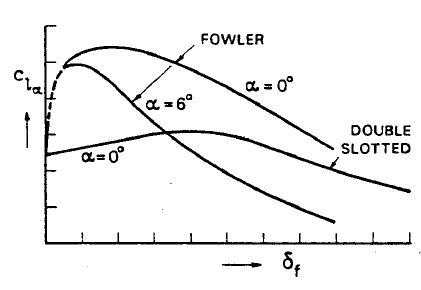 FOWLER
α=0°
α=6°
DOUBLE
SLOTTED
α=0°
C_lα
δ_f